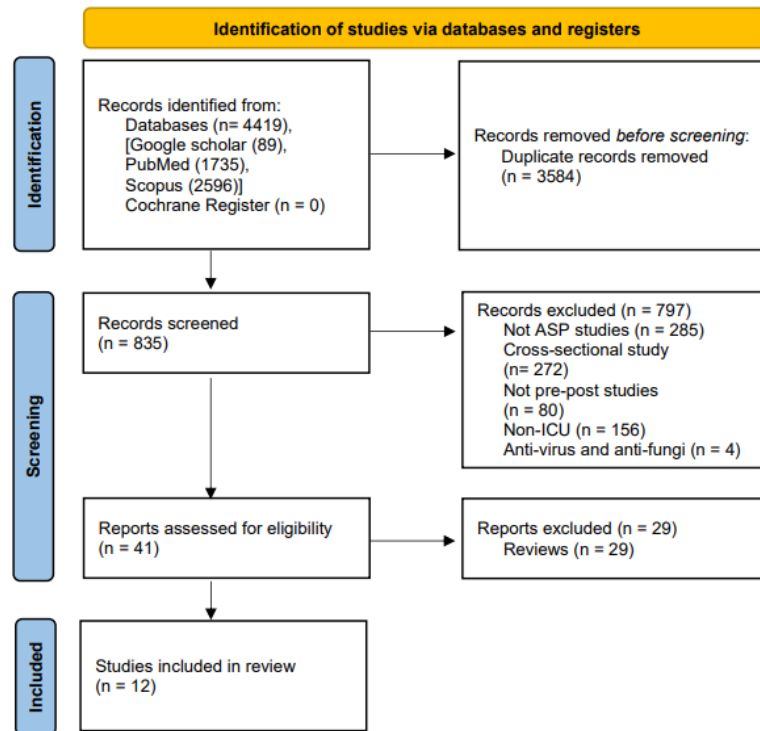 Identification of studies via databases and registers
Identification
Records identified from:
Databases (n= 4419),
[Google scholar (89),
PubMed (1735),
Scopus (2596)]
Cochrane Register (n = 0)
Records removed before screening:
Duplicate records removed
(n = 3584)
Screening
Records screened
(n = 835)
Records excluded (n = 797)
Not ASP studies (n = 285)
Cross-sectional study
(n= 272)
Not pre-post studies
(n = 80)
Non-ICU (n = 156)
Anti-virus and anti-fungi (n = 4)
Reports assessed for eligibility
(n = 41)
Reports excluded (n = 29)
Reviews (n = 29)
Included
Studies included in review
(n = 12)